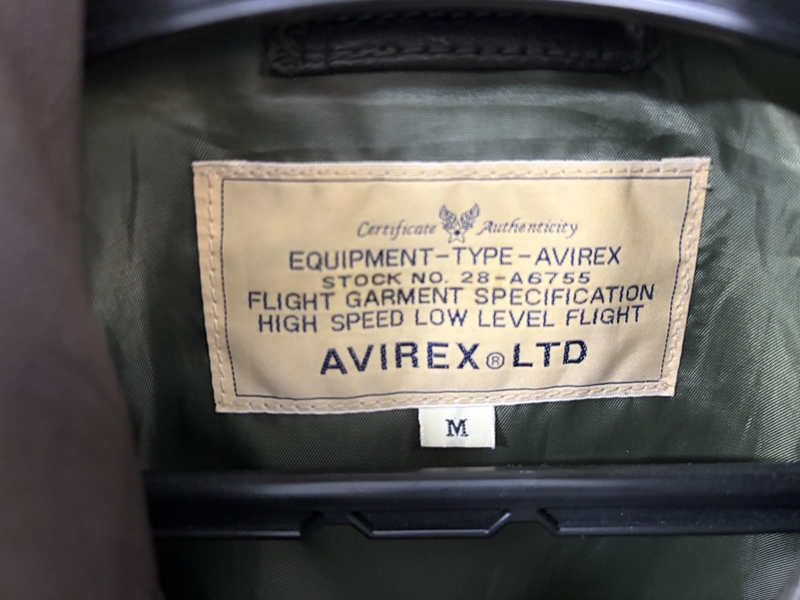 Certificate Authenticity
EQUIPMENT-TYPE-AVIREX
STOCK NO. 28-A6755
FLIGHT GARMENT SPECIFICATION
HIGH SPEED LOW LEVEL FLIGHT
AVIREX® LTD
M